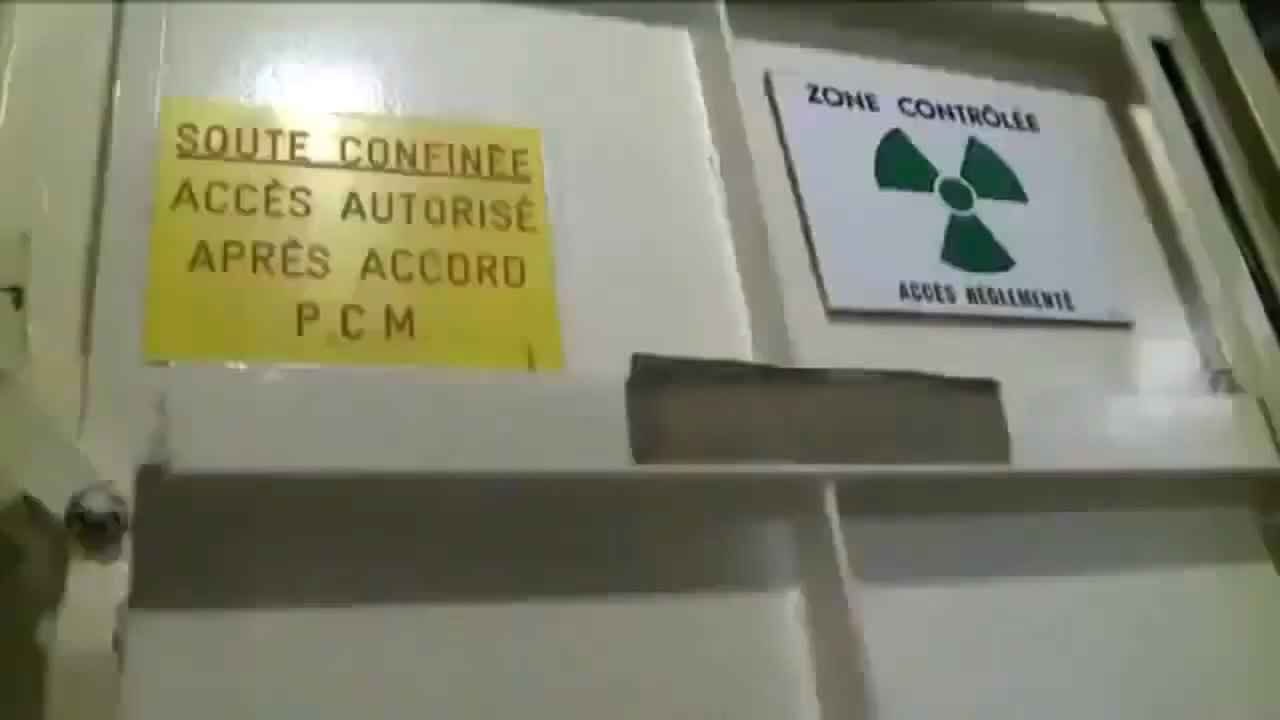 SOUTE CONFINÉE
ACCÈS AUTORISÉ
APRÈS ACCORD
P.C M
ZONE CONTRÔLÉE
ACCÈS RÉGLEMENTÉ